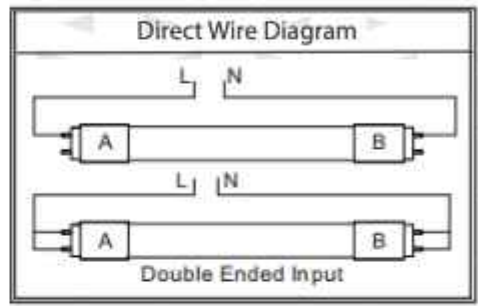 Direct Wire Diagram
L N
A B
L N
A B
Double Ended Input